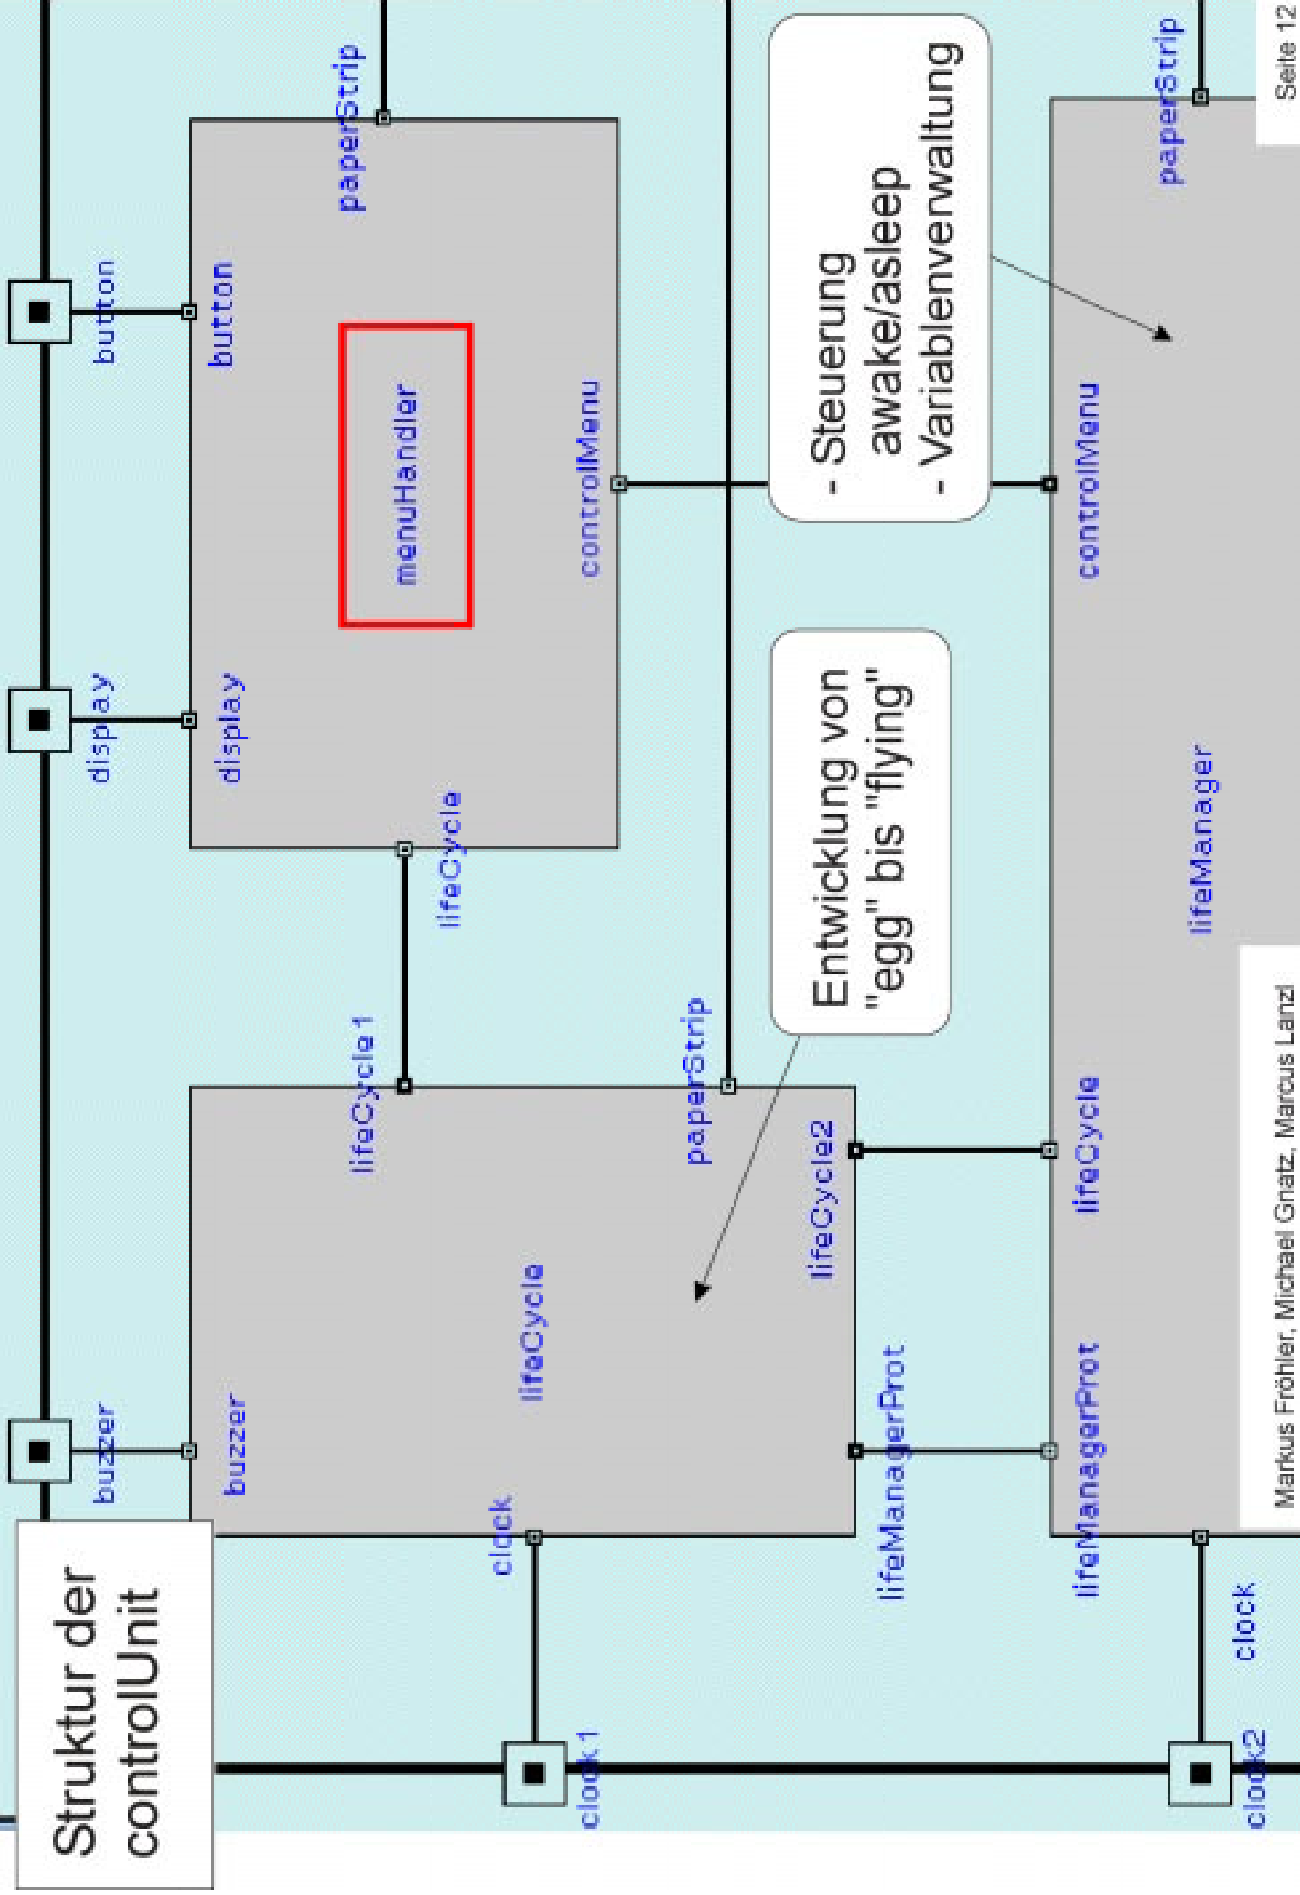 Struktur der
controlUnit
buzzer
display
button
buzzer
display
button
lifeCycle
menuHandler
paperStrip
lifeCycle1
lifeCycle
clock
clock1
controlMenu
paperStrip
lifeCycle2
lifeManagerProt
Entwicklung von
"egg" bis "flying"
- Steuerung
awake/asleep
- Variablenverwaltung
lifeManagerProt
lifeCycle
controlMenu
paperStrip
lifeManager
clock
clock2
Markus Fröhler, Michael Gnatz, Marcus Lanzl
Seite 12